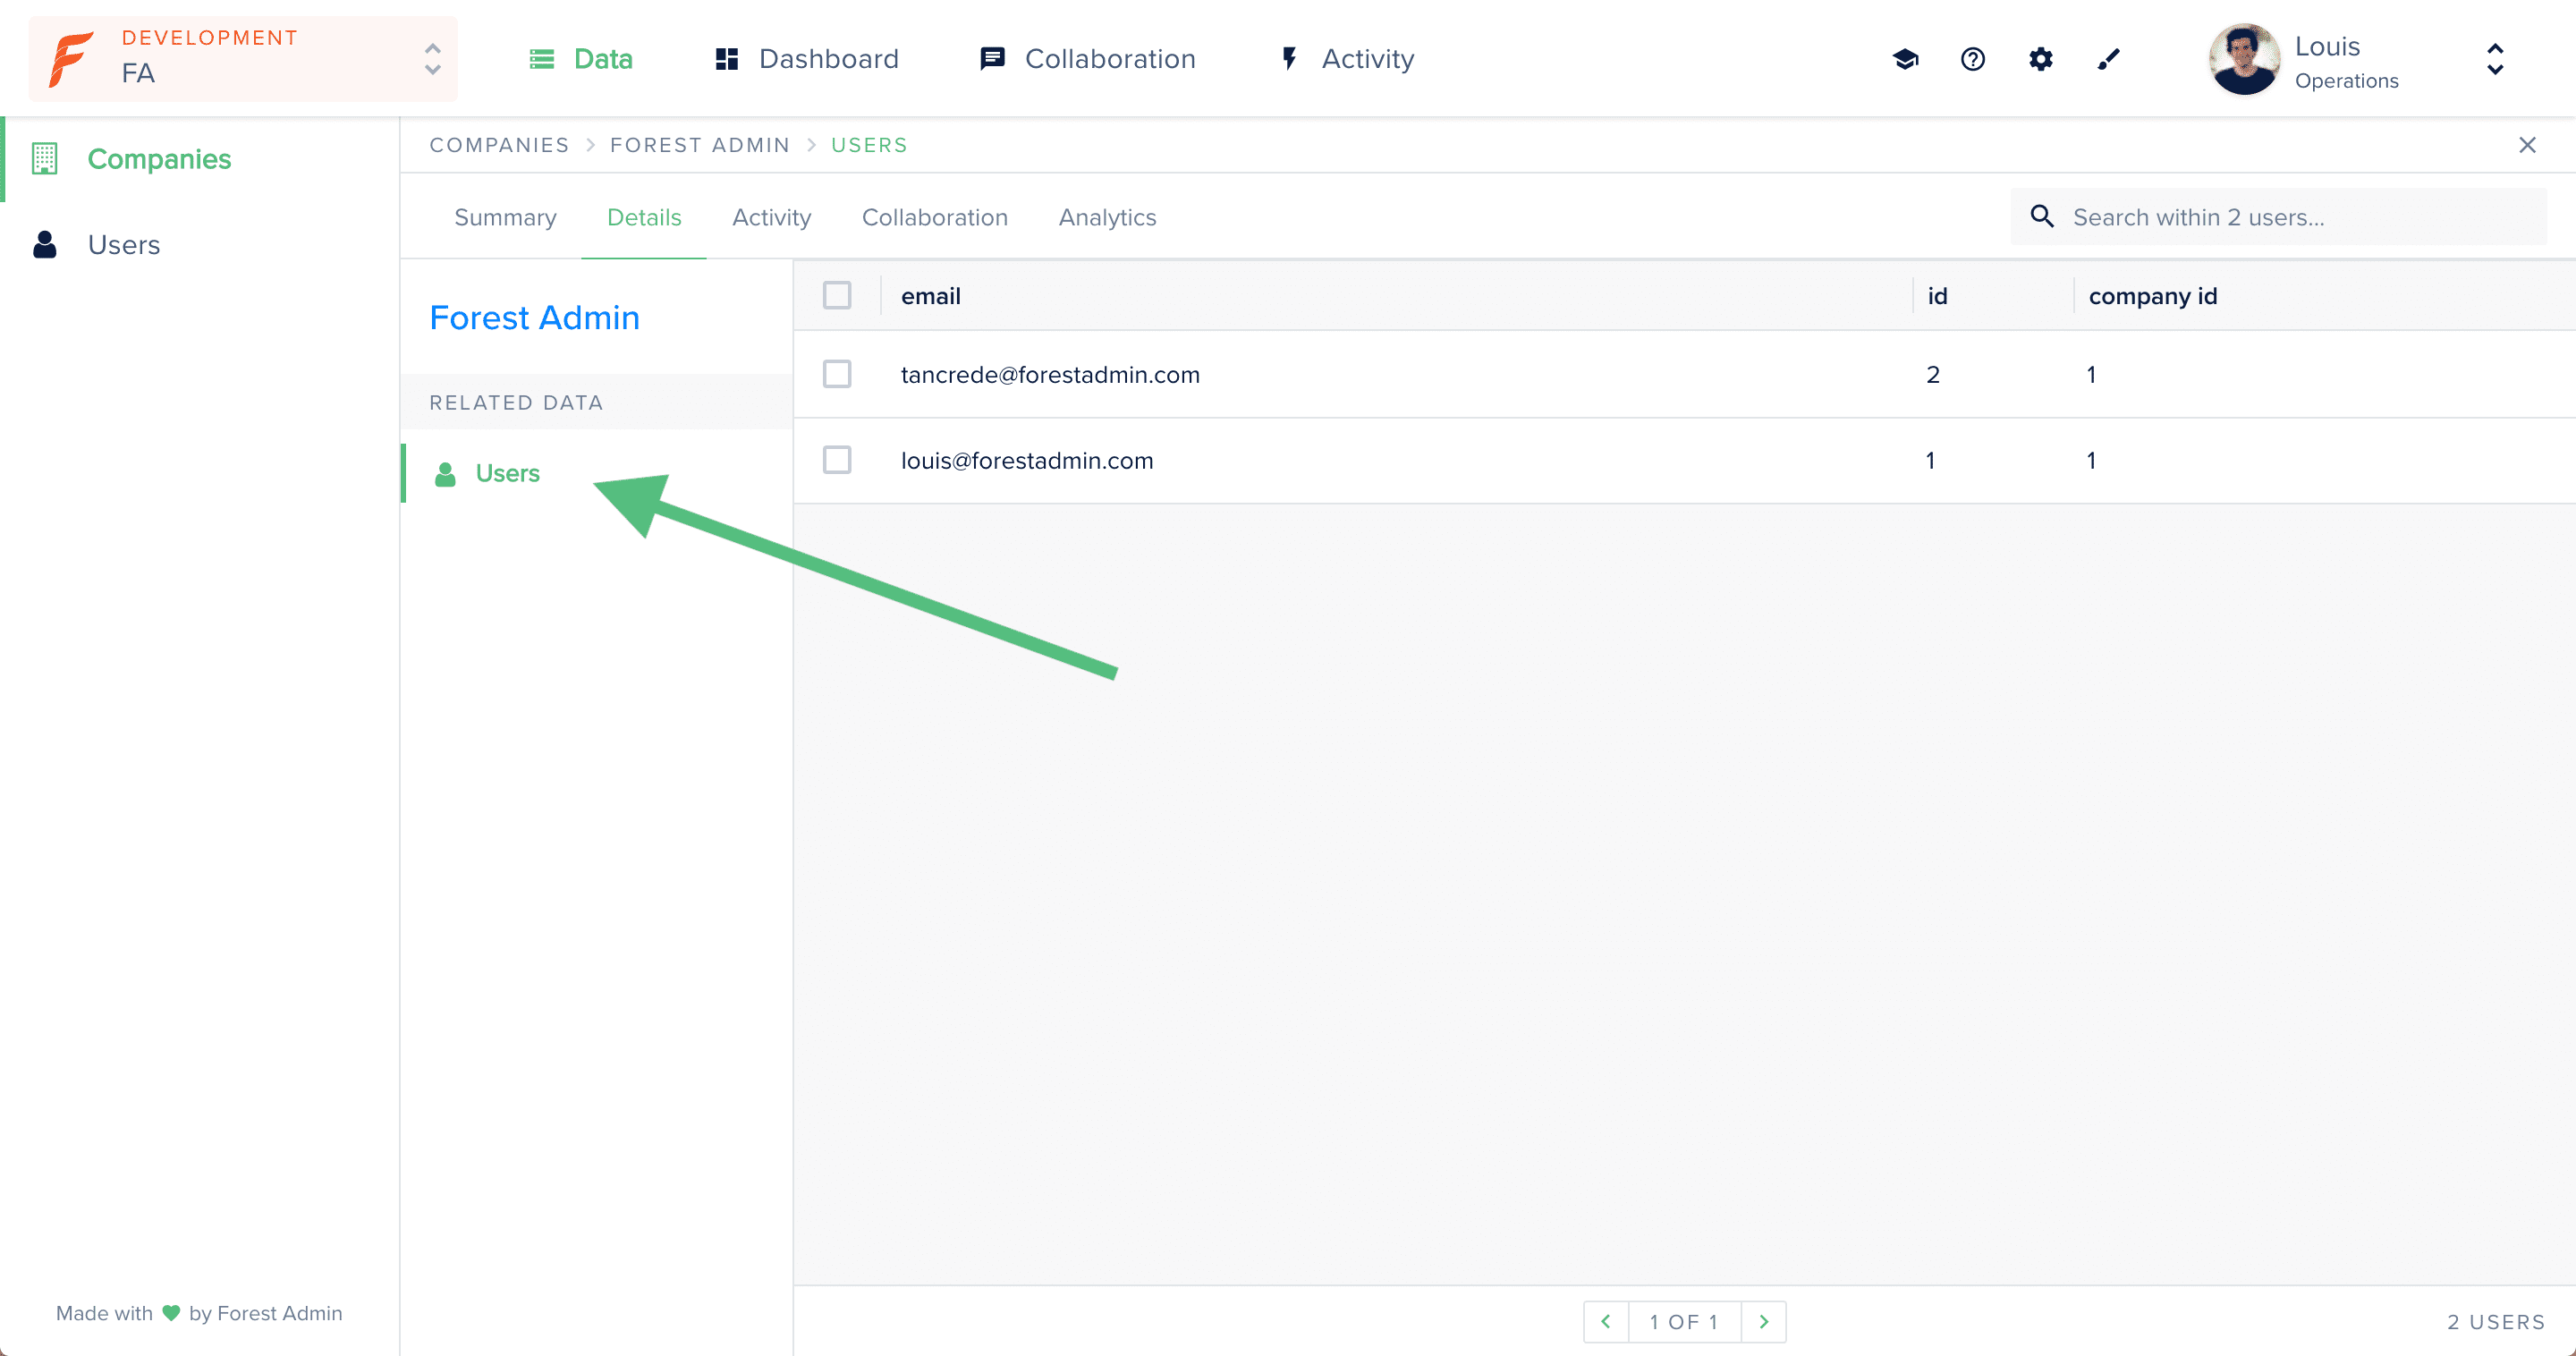 DEVELOPMENT
FA
Data
Dashboard
Collaboration
Activity
Louis
Operations
Companies
Users
COMPANIES > FOREST ADMIN > USERS
Summary
Details
Activity
Collaboration
Analytics
Search within 2 users...
Forest Admin
RELATED DATA
Users
email id company id
tancrede@forestadmin.com 2 1
louis@forestadmin.com 1 1
Made with by Forest Admin
1 OF 1
2 USERS